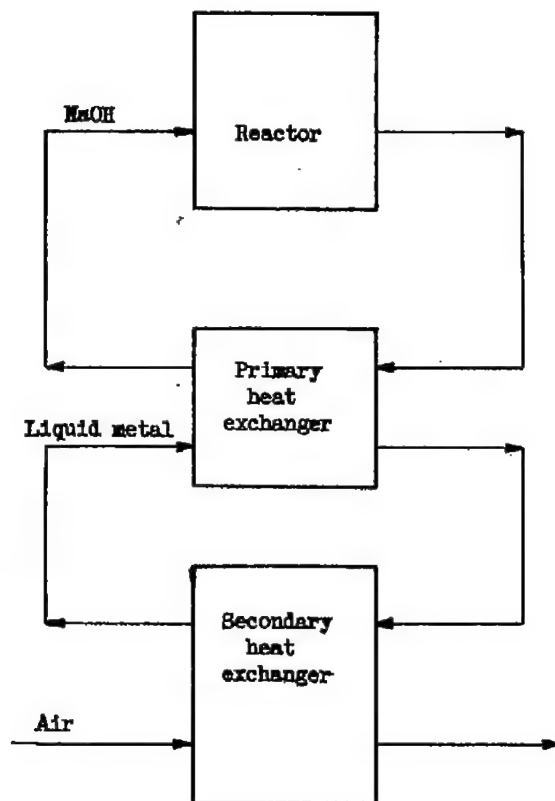 NaOH
Reactor
Primary
heat
exchanger
Liquid metal
Secondary
heat
exchanger
Air